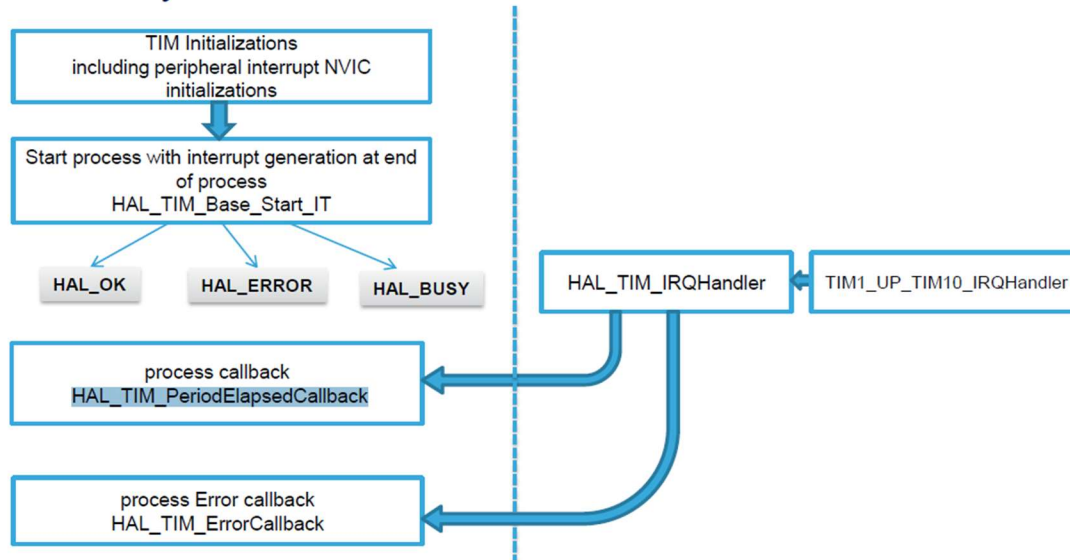 TIM Initializations
including peripheral interrupt NVIC
initializations
Start process with interrupt generation at end
of process
HAL_TIM_Base_Start_IT
HAL_OK
HAL_ERROR
HAL_BUSY
HAL_TIM_IRQHandler
TIM1_UP_TIM10_IRQHandler
process callback
HAL_TIM_PeriodElapsedCallback
process Error callback
HAL_TIM_ErrorCallback